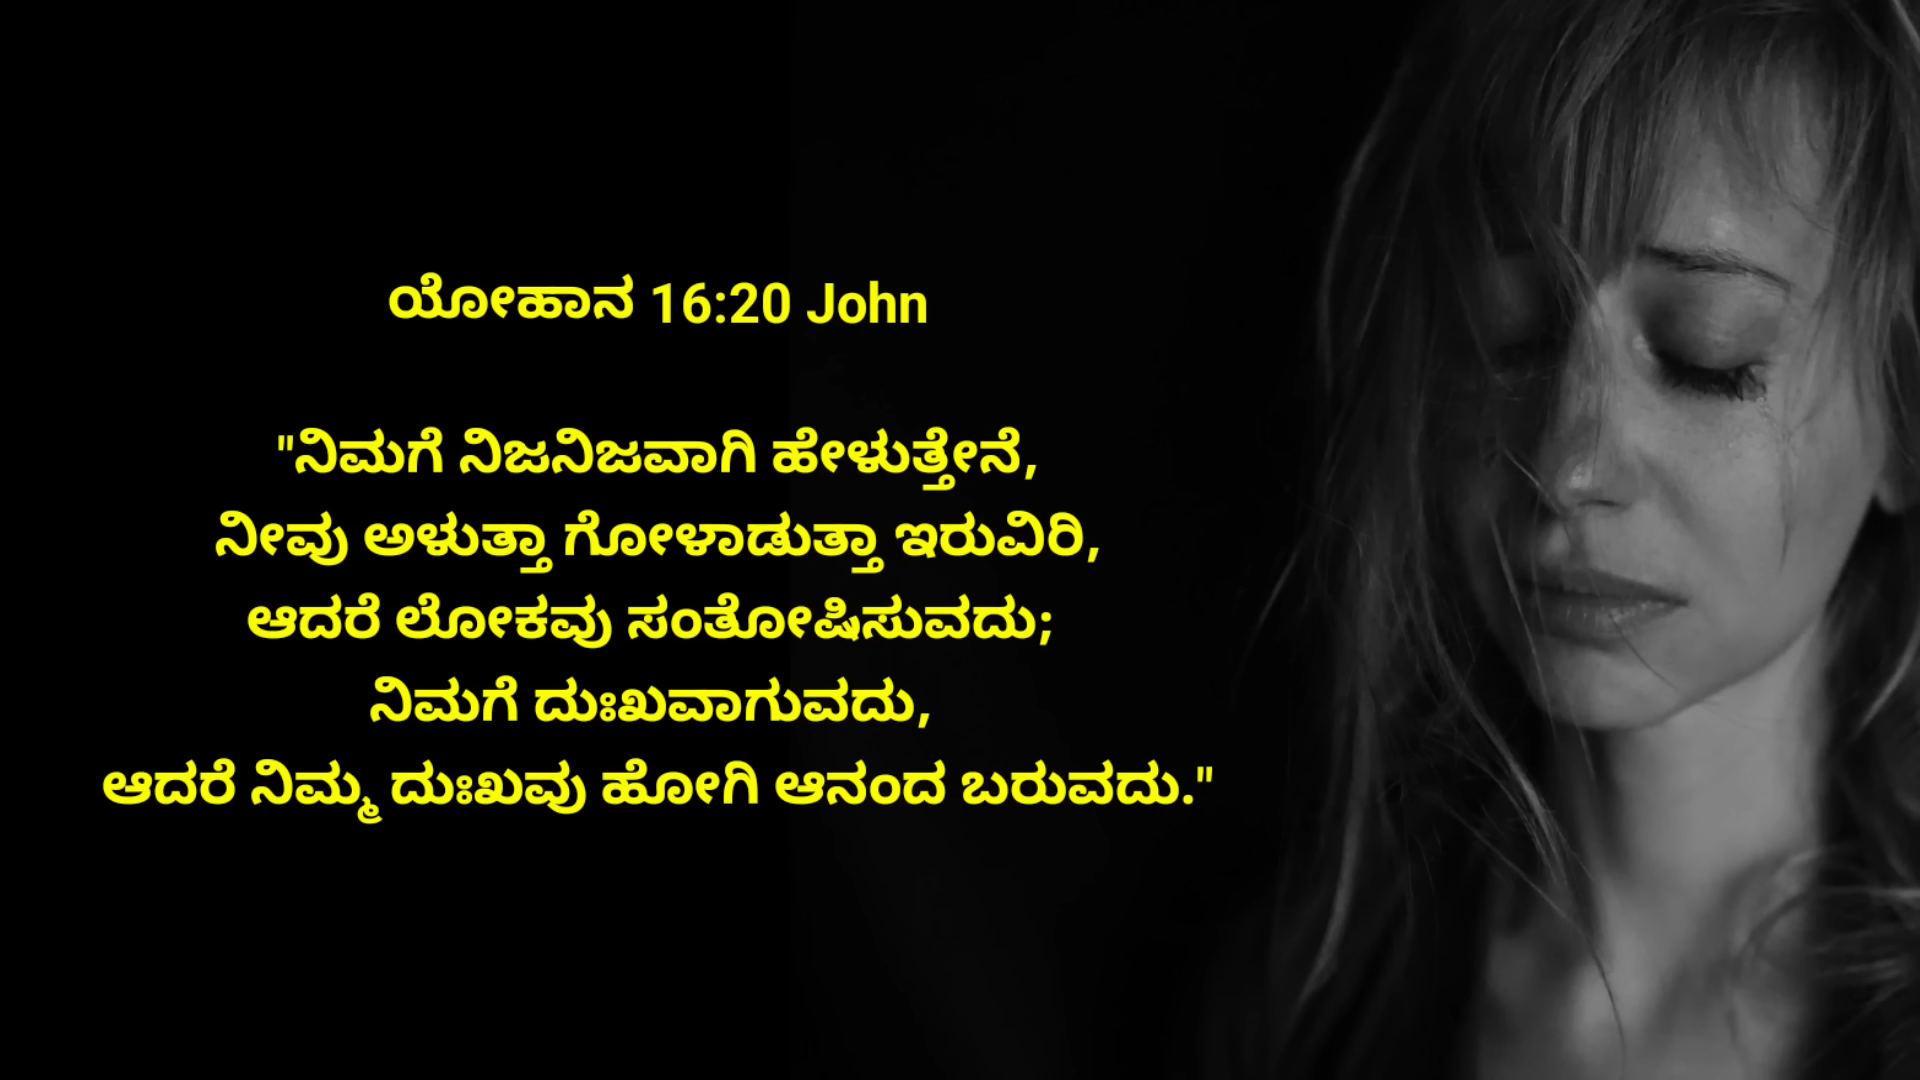 ಯೋಹಾನ 16:20 John
"ನಿಮಗೆ ನಿಜನಿಜವಾಗಿ ಹೇಳುತ್ತೇನೆ,
ನೀವು ಅಳುತ್ತಾ ಗೋಳಾಡುತ್ತಾ ಇರುವಿರಿ,
ಆದರೆ ಲೋಕವು ಸಂತೋಷಿಸುವದು;
ನಿಮಗೆ ದುಃಖವಾಗುವದು,
ಆದರೆ ನಿಮ್ಮ ದುಃಖವು ಹೋಗಿ ಆನಂದ ಬರುವದು."